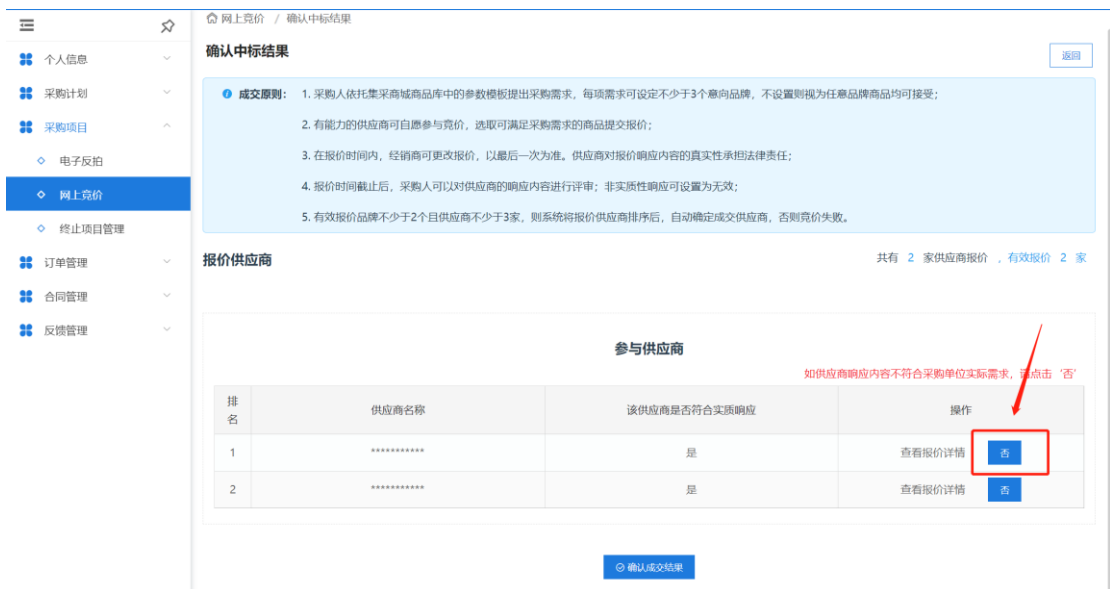 网上竞价 / 确认中标结果
个人信息
采购计划
采购项目
电子反拍
网上竞价
终止项目管理
订单管理
合同管理
反馈管理
确认中标结果
返回
成交原则: 1. 采购人依托集采商城商品库中的参数模板提出采购需求，每项需求可设定不少于3个意向品牌，不设置则视为任意品牌商品均可接受;
2. 有能力的供应商可自愿参与竞价，选取可满足采购需求的商品提交报价;
3. 在报价时间内，经销商可更改报价，以最后一次为准。供应商对报价响应内容的真实性承担法律责任;
4. 报价时间截止后，采购人可以对供应商的响应内容进行评审; 非实质性响应可设置为无效;
5. 有效报价品牌不少于2个且供应商不少于3家，则系统将报价供应商排序后，自动确定成交供应商，否则竞价失败。
报价供应商
共有 2 家供应商报价 ，有效报价 2 家
参与供应商
如供应商响应内容不符合采购单位实际需求，请点击‘否’
排名 供应商名称 该供应商是否符合实质响应 操作
1 *********** 是 查看报价详情 否
2 *********** 是 查看报价详情 否
确认成交结果